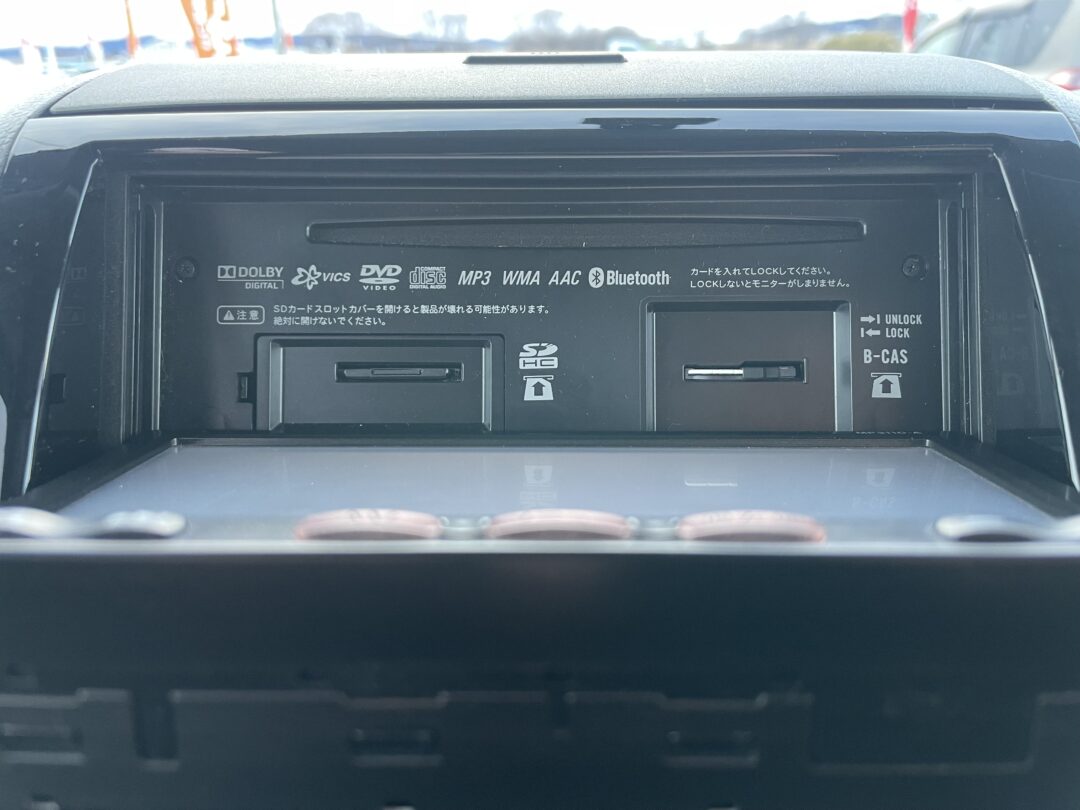 DOLBY DIGITAL VICS DVD VIDEO COMPACT disc DIGITAL AUDIO MP3 WMA AAC Bluetooth
カードを入れてLOCKしてください。
LOCKしないとモニターがしまりません。
注意
SDカードスロットカバーを開けると製品が壊れる可能性があります。
絶対に開けないでください。
UNLOCK
LOCK
SD HC
B-CAS